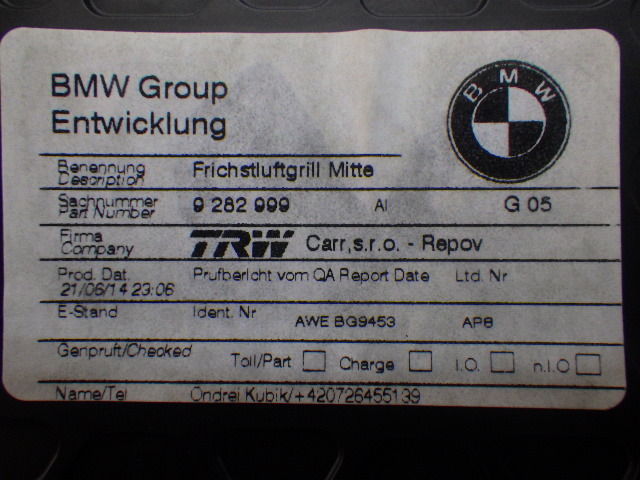 BMW Group
Entwicklung
BMW
Benennung Frichstluftgrill Mitte
Description
Sachnummer 9 282 999 AI G 05
Part Number
Firma TRW Carr,s.r.o. - Repov
Company
Prod. Dat. Prufbericht vom QA Report Date Ltd. Nr
21/06/14 23:06
E-Stand Ident. Nr AWE BG9453 AP8
Genpruft/Checked Toll/Part Charge I.O. n.I.O
Name/Tel Ondrei Kubik/+420726455139